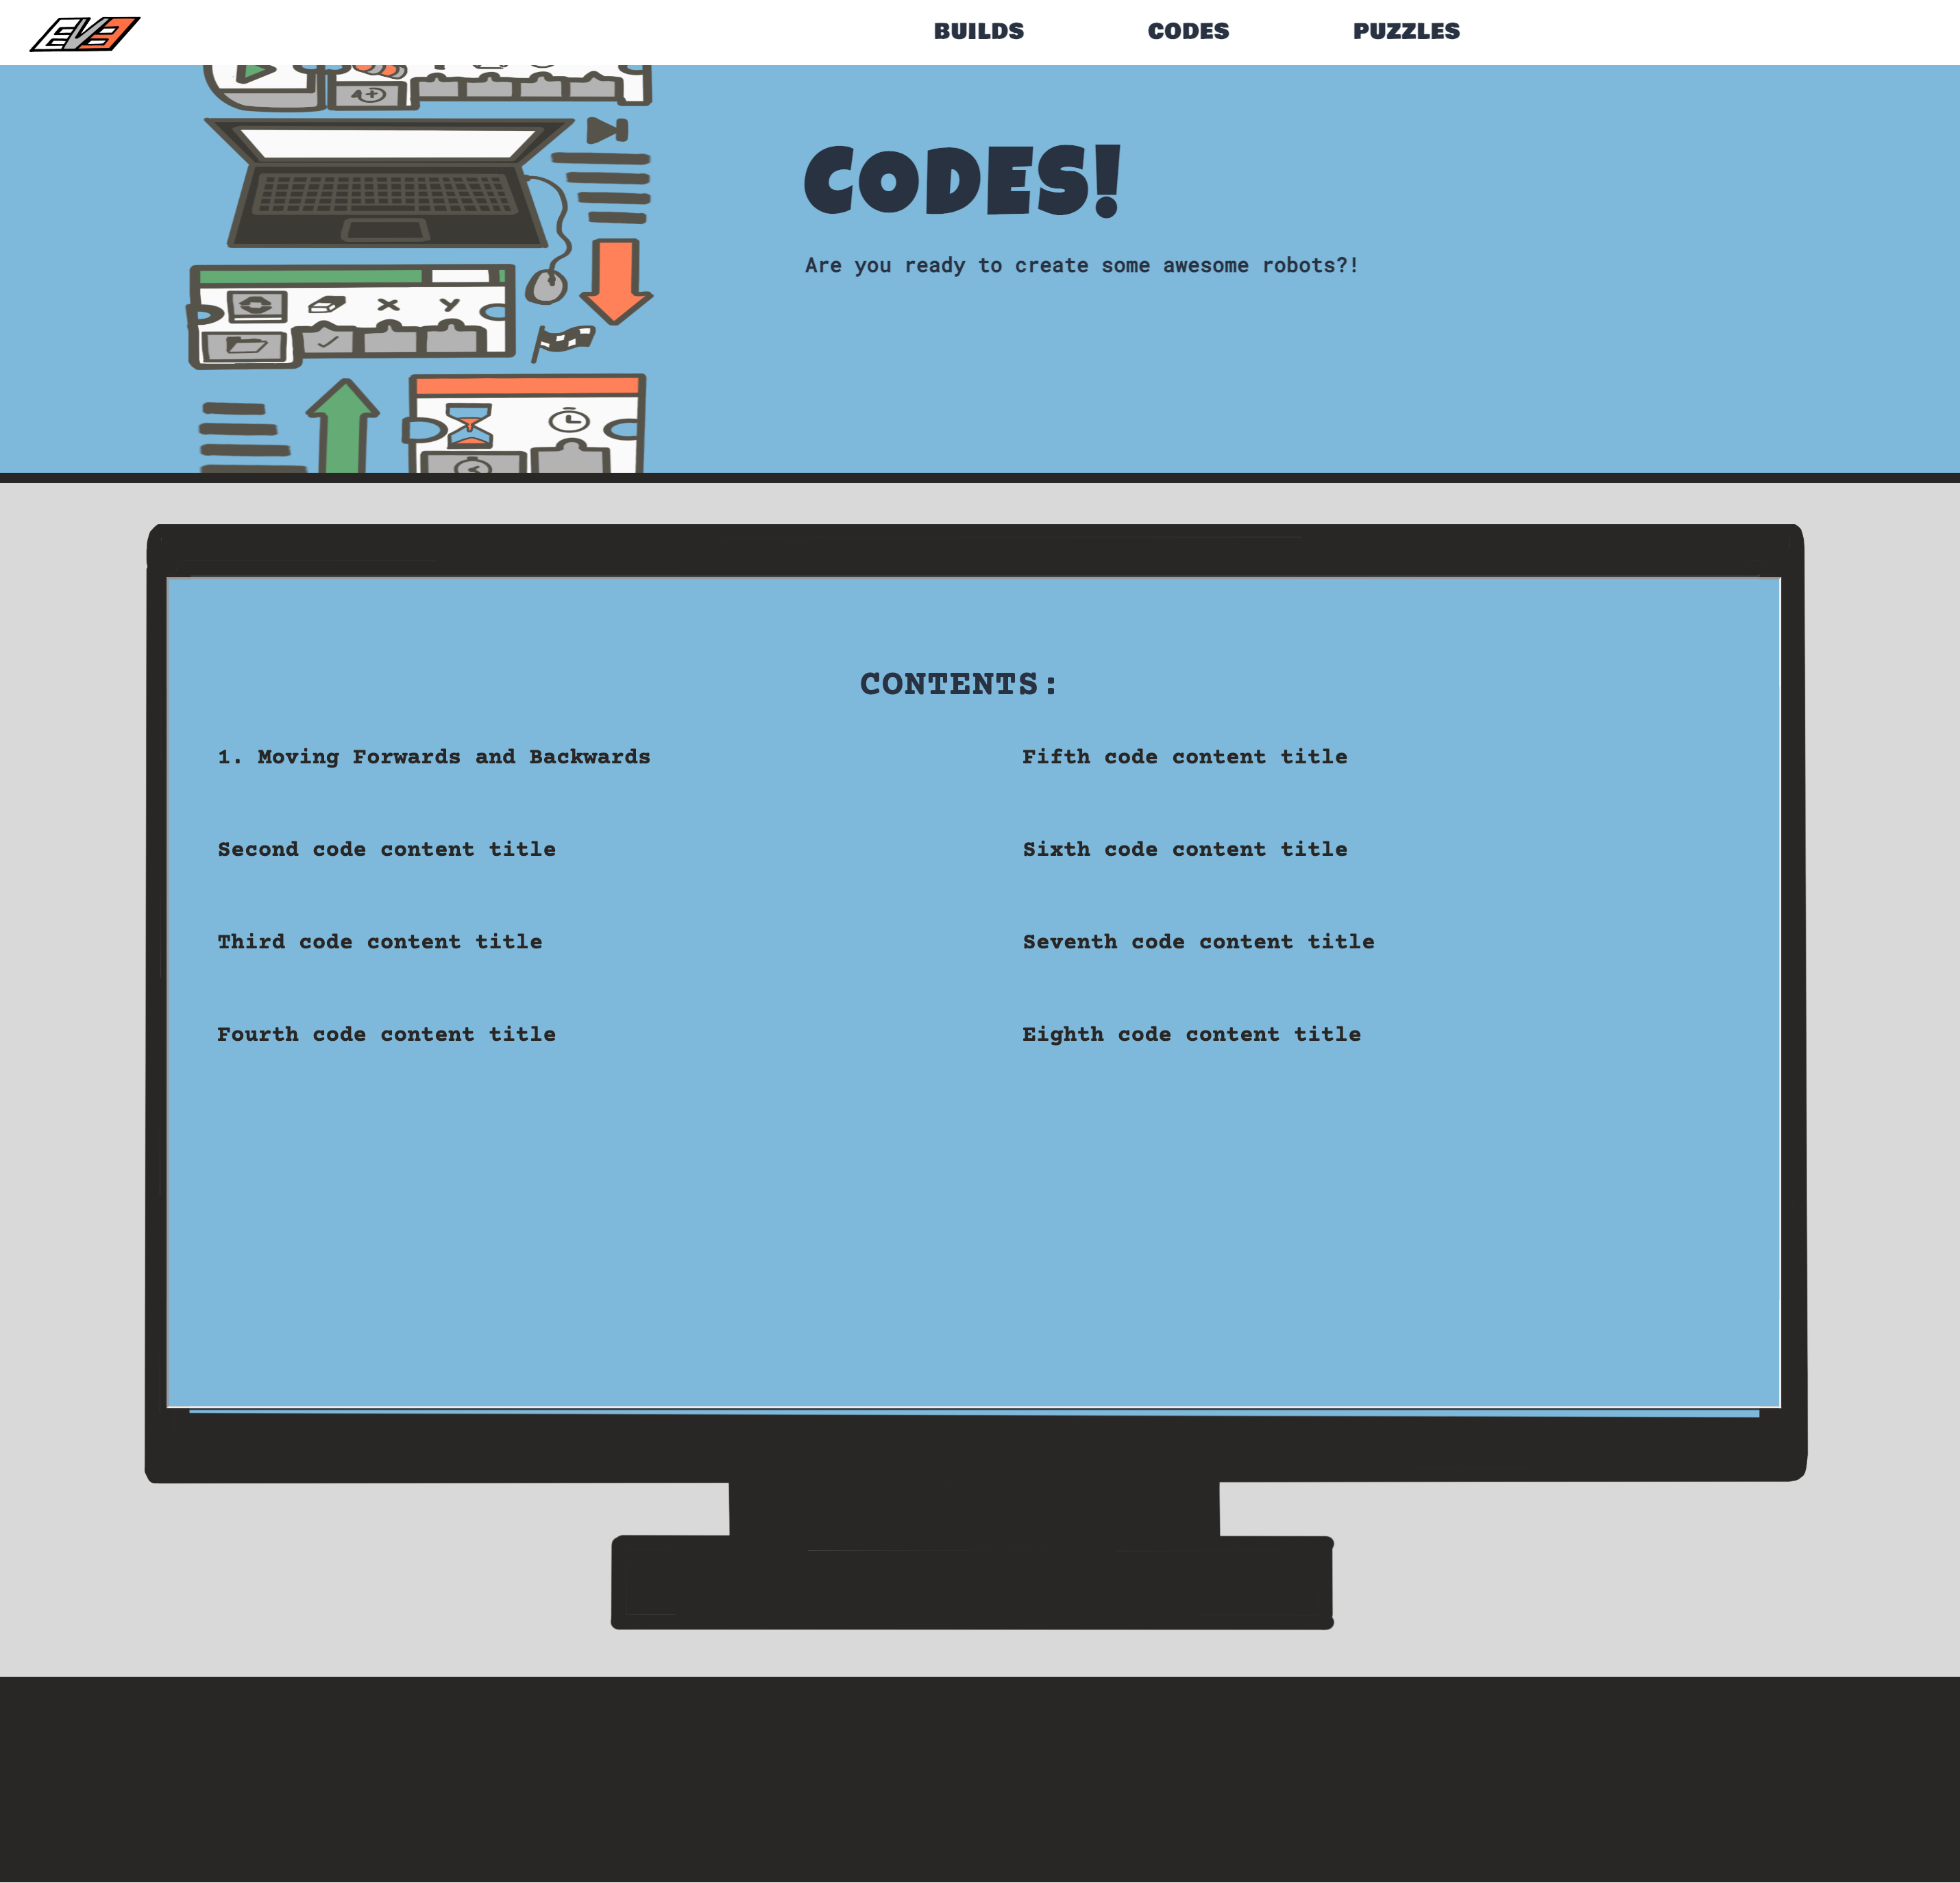 EV3
BUILDS
CODES
PUZZLES
4+
CODES!
Are you ready to create some awesome robots?!
X Y
CONTENTS:
1. Moving Forwards and Backwards
Second code content title
Third code content title
Fourth code content title
Fifth code content title
Sixth code content title
Seventh code content title
Eighth code content title